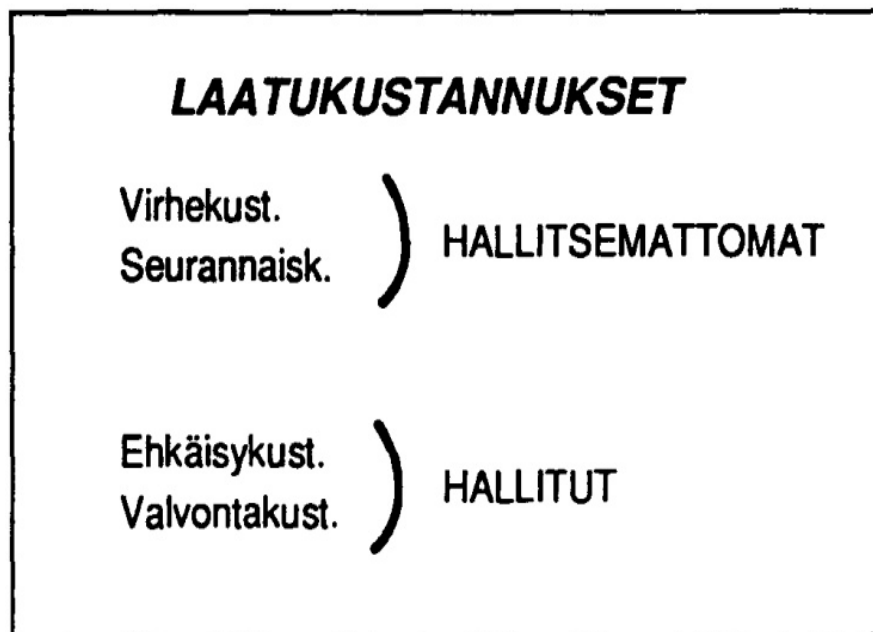 LAATUKUSTANNUKSET
Virhekust.
Seurannaisk.
HALLITSEMATTOMAT
Ehkäisykust.
Valvontakust.
HALLITUT